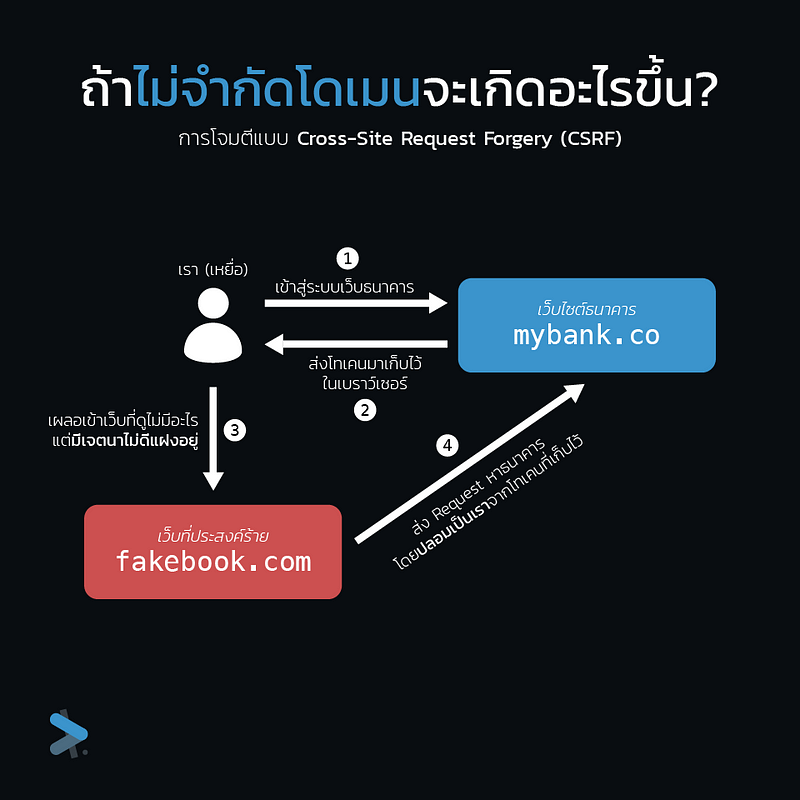 ถ้าไม่จำกัดโดเมนจะเกิดอะไรขึ้น?
การโจมตีแบบ Cross-Site Request Forgery (CSRF)
เรา (เหยื่อ)
1
เข้าสู่ระบบเว็บธนาคาร
เว็บไซต์ธนาคาร
mybank.co
ส่งโทเคนมาเก็บไว้
ในเบราว์เซอร์
2
เผลอเข้าเว็บที่ดูไม่มีอะไร
แต่มีเจตนาไม่ดีแฝงอยู่
3
4
ส่ง Request หาธนาคาร
โดยปลอมเป็นเราจากโทเคนที่เก็บไว้
เว็บที่ประสงค์ร้าย
fakebook.com